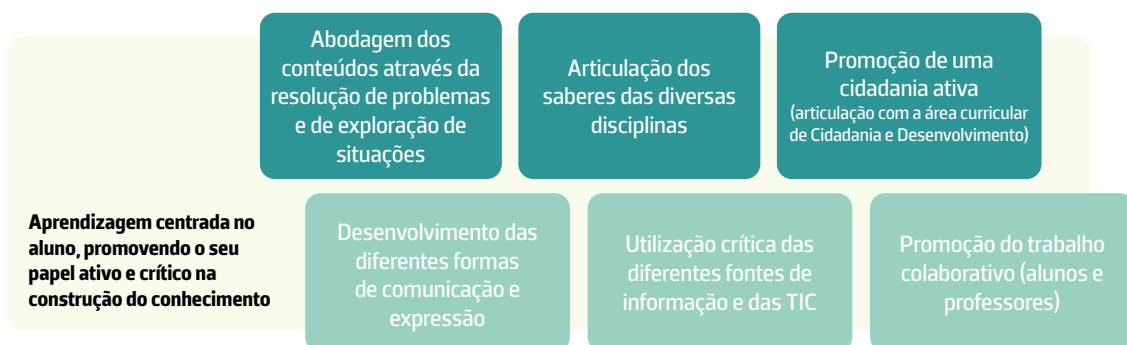 Abodagem dos
conteúdos através da
resolução de problemas
e de exploração de
situações
Articulação dos
saberes das diversas
disciplinas
Promoção de uma
cidadania ativa
(articulação com a área curricular
de Cidadania e Desenvolvimento)
Aprendizagem centrada no
aluno, promovendo o seu
papel ativo e crítico na
construção do conhecimento
Desenvolvimento das
diferentes formas
de comunicação e
expressão
Utilização crítica das
diferentes fontes de
informação e das TIC
Promoção do trabalho
colaborativo (alunos e
professores)